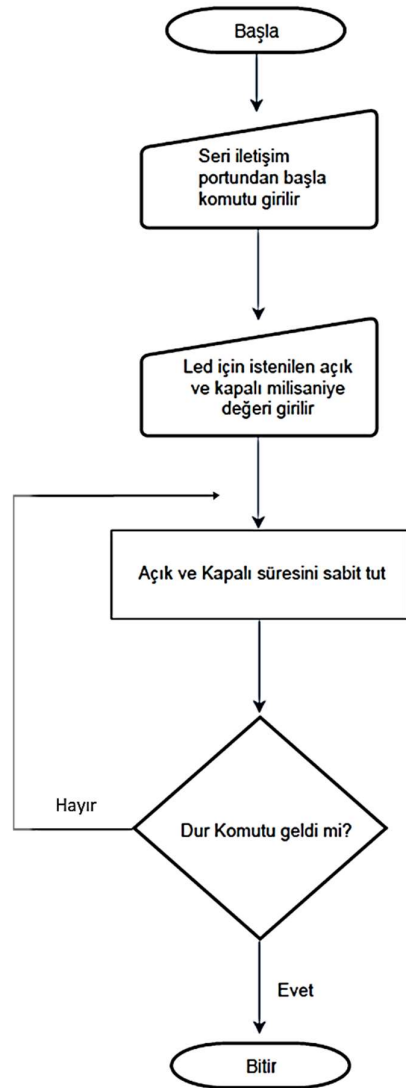 Başla
Seri iletişim
portundan başla
komutu girilir
Led için istenilen açık
ve kapalı milisaniye
değeri girilir
Açık ve Kapalı süresini sabit tut
Dur Komutu geldi mi?
Hayır
Evet
Bitir